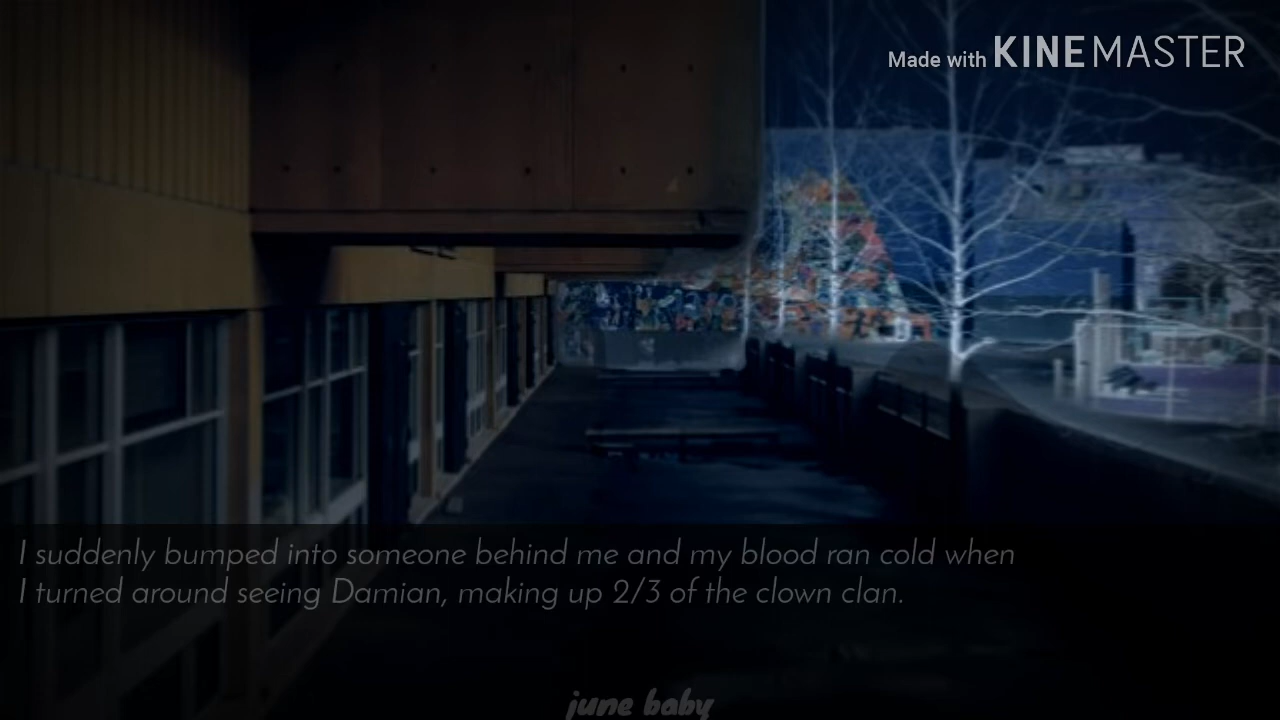 Made with KINEMASTER
I suddenly bumped into someone behind me and my blood ran cold when
I turned around seeing Damian, making up 2/3 of the clown clan.
june baby